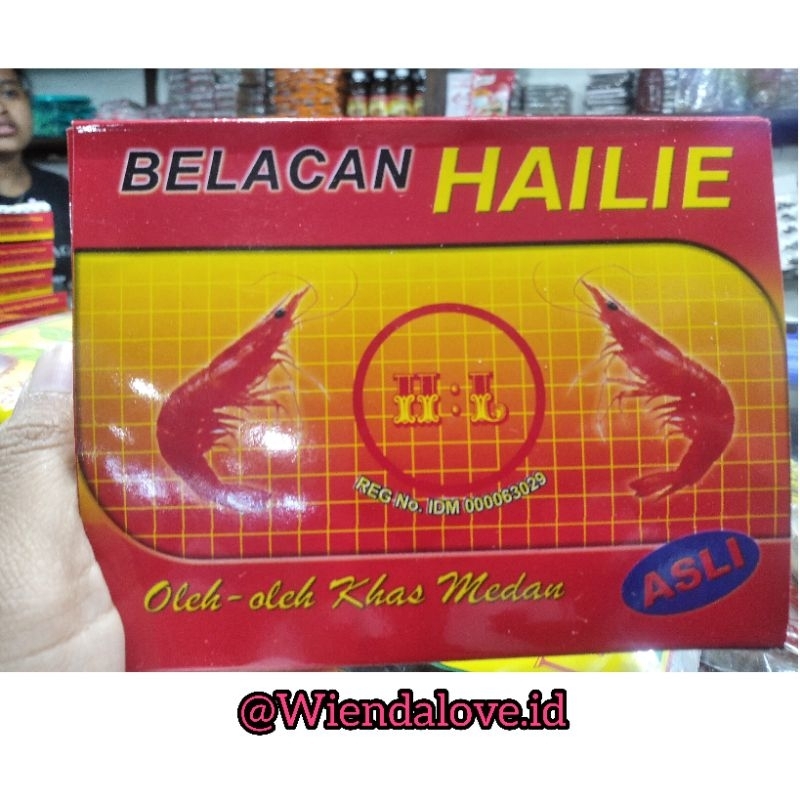 BELACAN HAILIE
H:L
REG No. IDM 000063029
Oleh-oleh Khas Medan
ASLI
@Wiendalove.id